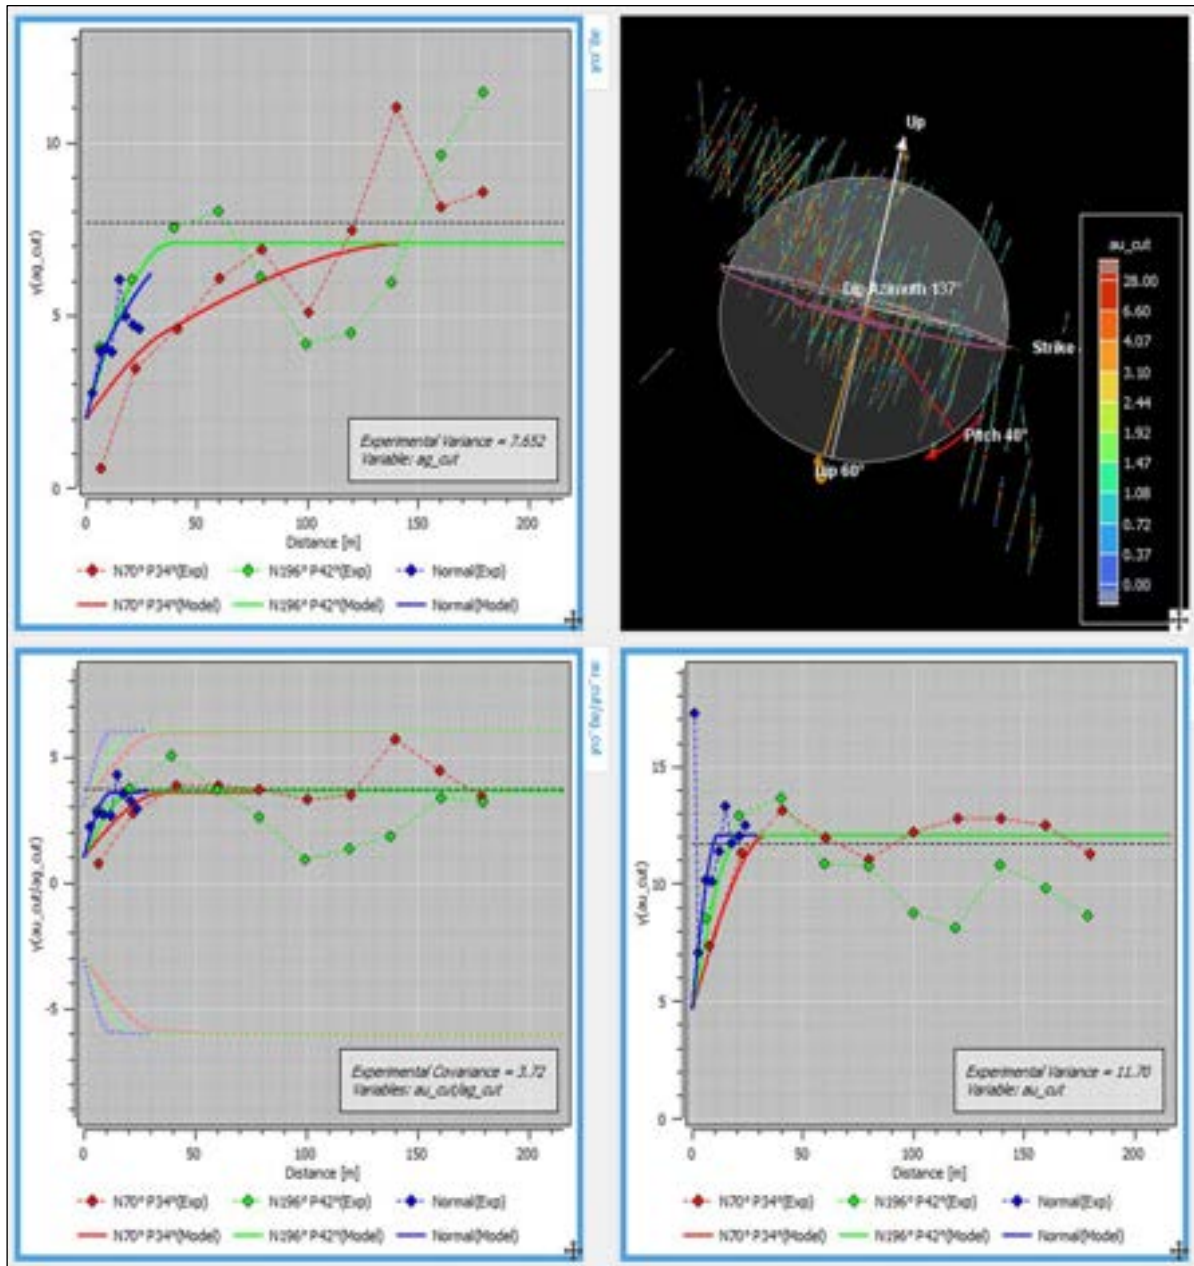 ag_cut
γ(ag_cut)
10
5
0
Experimental Variance = 7.652
Variable: ag_cut
0 50 100 150 200
Distance [m]
N70° P34°(Exp) N196° P42°(Exp) Normal(Exp)
N70° P34°(Model) N196° P42°(Model) Normal(Model)
Up
Dip Azimuth 137°
Strike
Pitch 48°
Dip 60°
au_cut
28.00
6.60
4.07
3.10
2.44
1.92
1.47
1.08
0.72
0.37
0.00
au_cut/ag_cut
γ(au_cut/ag_cut)
5
0
-5
Experimental Covariance = 3.72
Variables: au_cut/ag_cut
0 50 100 150 200
Distance [m]
N70° P34°(Exp) N196° P42°(Exp) Normal(Exp)
N70° P34°(Model) N196° P42°(Model) Normal(Model)
γ(au_cut)
15
10
5
0
Experimental Variance = 11.70
Variable: au_cut
0 50 100 150 200
Distance [m]
N70° P34°(Exp) N196° P42°(Exp) Normal(Exp)
N70° P34°(Model) N196° P42°(Model) Normal(Model)